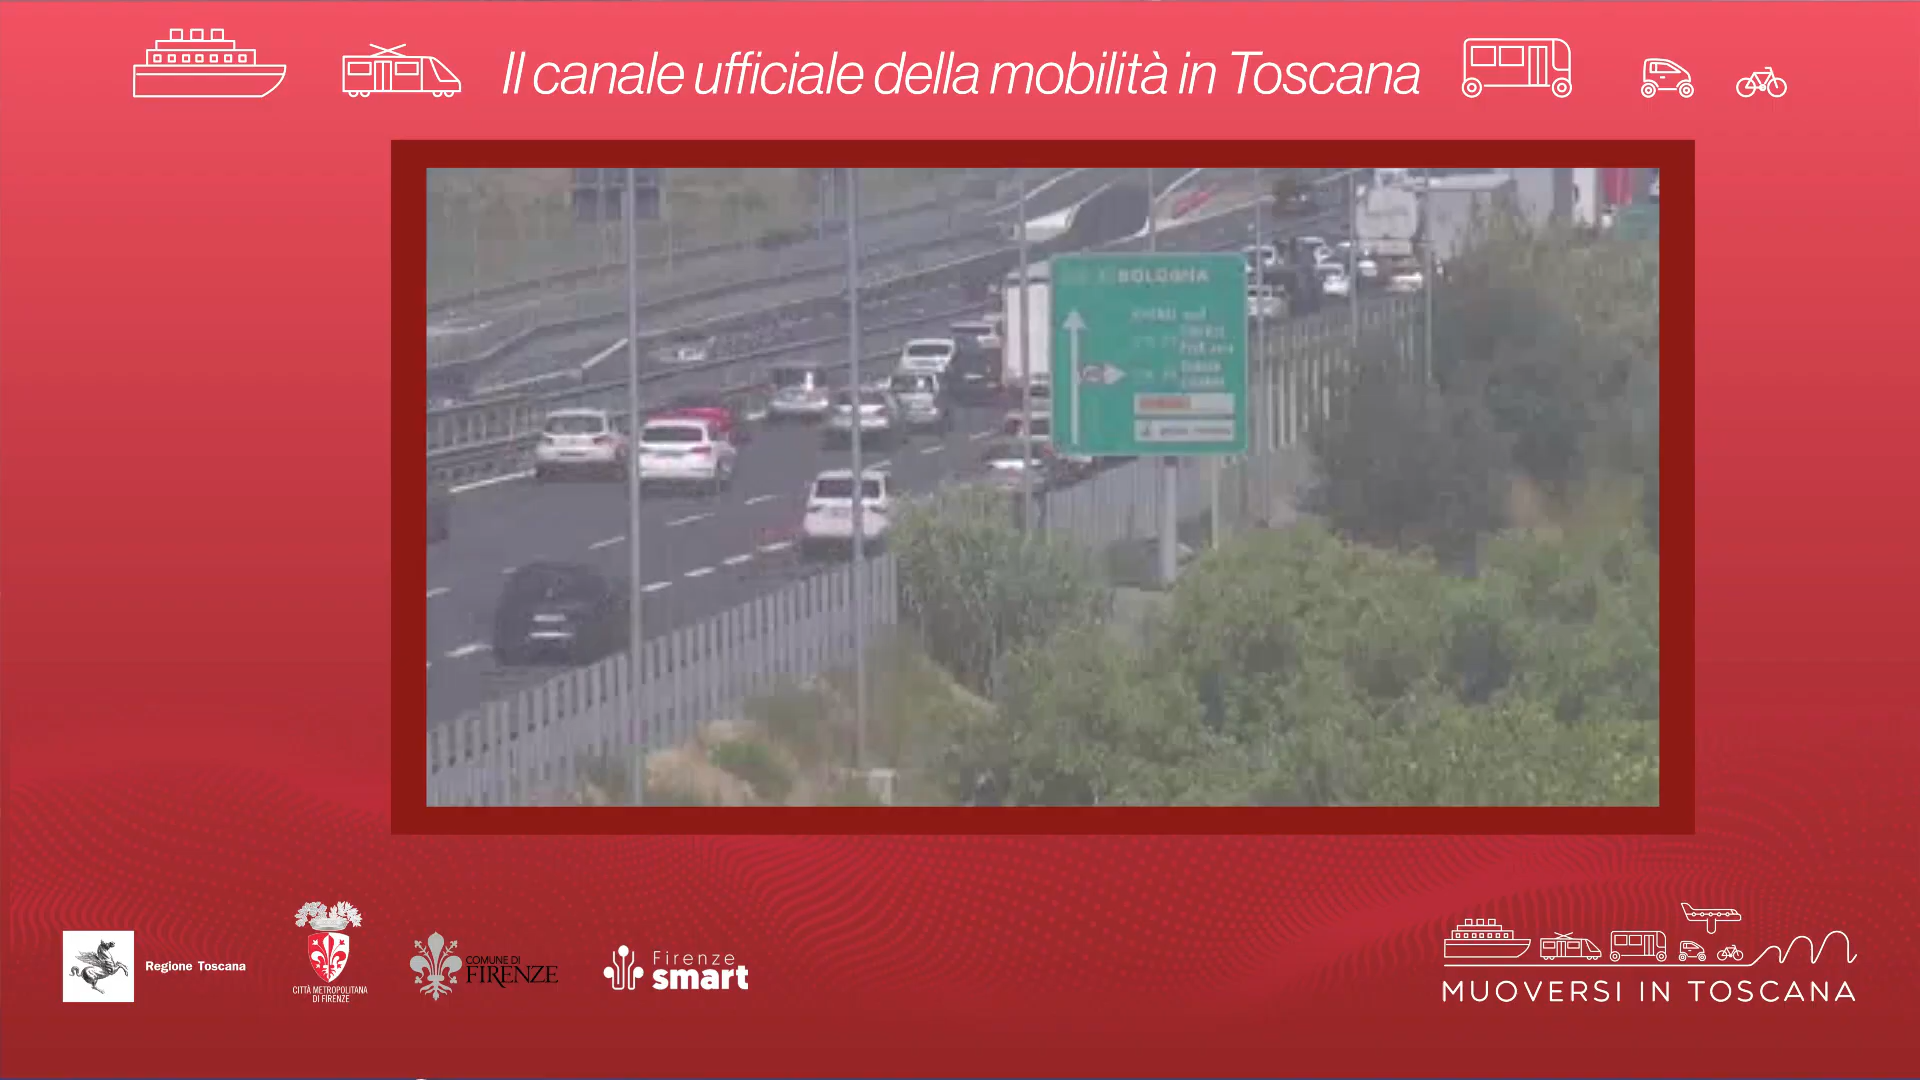 Il canale ufficiale della mobilità in Toscana
BOLOGNA
Regione Toscana
CITTÀ METROPOLITANA
DI FIRENZE
COMUNE DI
FIRENZE
Firenze
smart
MUOVERSI IN TOSCANA